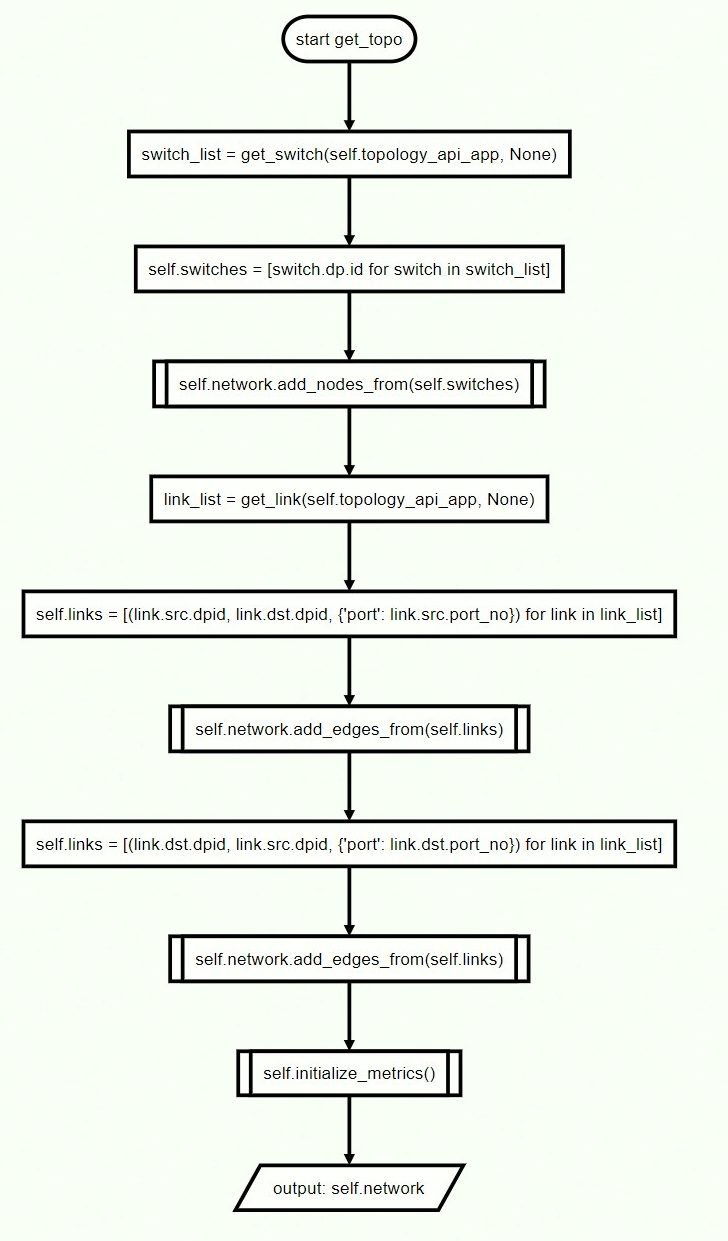 start get_topo
switch_list = get_switch(self.topology_api_app, None)
self.switches = [switch.dp.id for switch in switch_list]
self.network.add_nodes_from(self.switches)
link_list = get_link(self.topology_api_app, None)
self.links = [(link.src.dpid, link.dst.dpid, {'port': link.src.port_no}) for link in link_list]
self.network.add_edges_from(self.links)
self.links = [(link.dst.dpid, link.src.dpid, {'port': link.dst.port_no}) for link in link_list]
self.network.add_edges_from(self.links)
self.initialize_metrics()
output: self.network